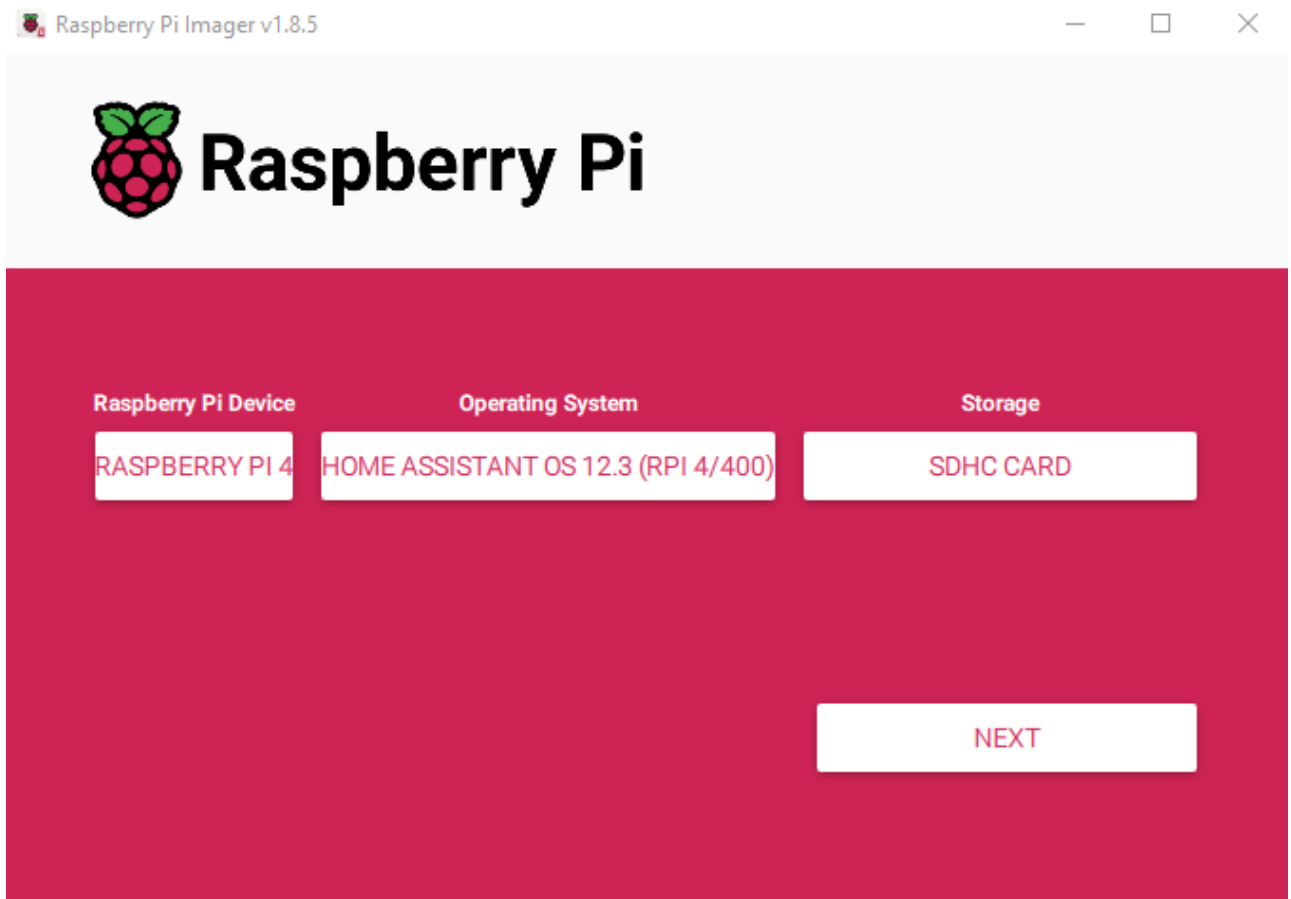 Raspberry Pi Imager v1.8.5
Raspberry Pi
Raspberry Pi Device Operating System Storage
RASPBERRY PI 4 HOME ASSISTANT OS 12.3 (RPI 4/400) SDHC CARD
NEXT